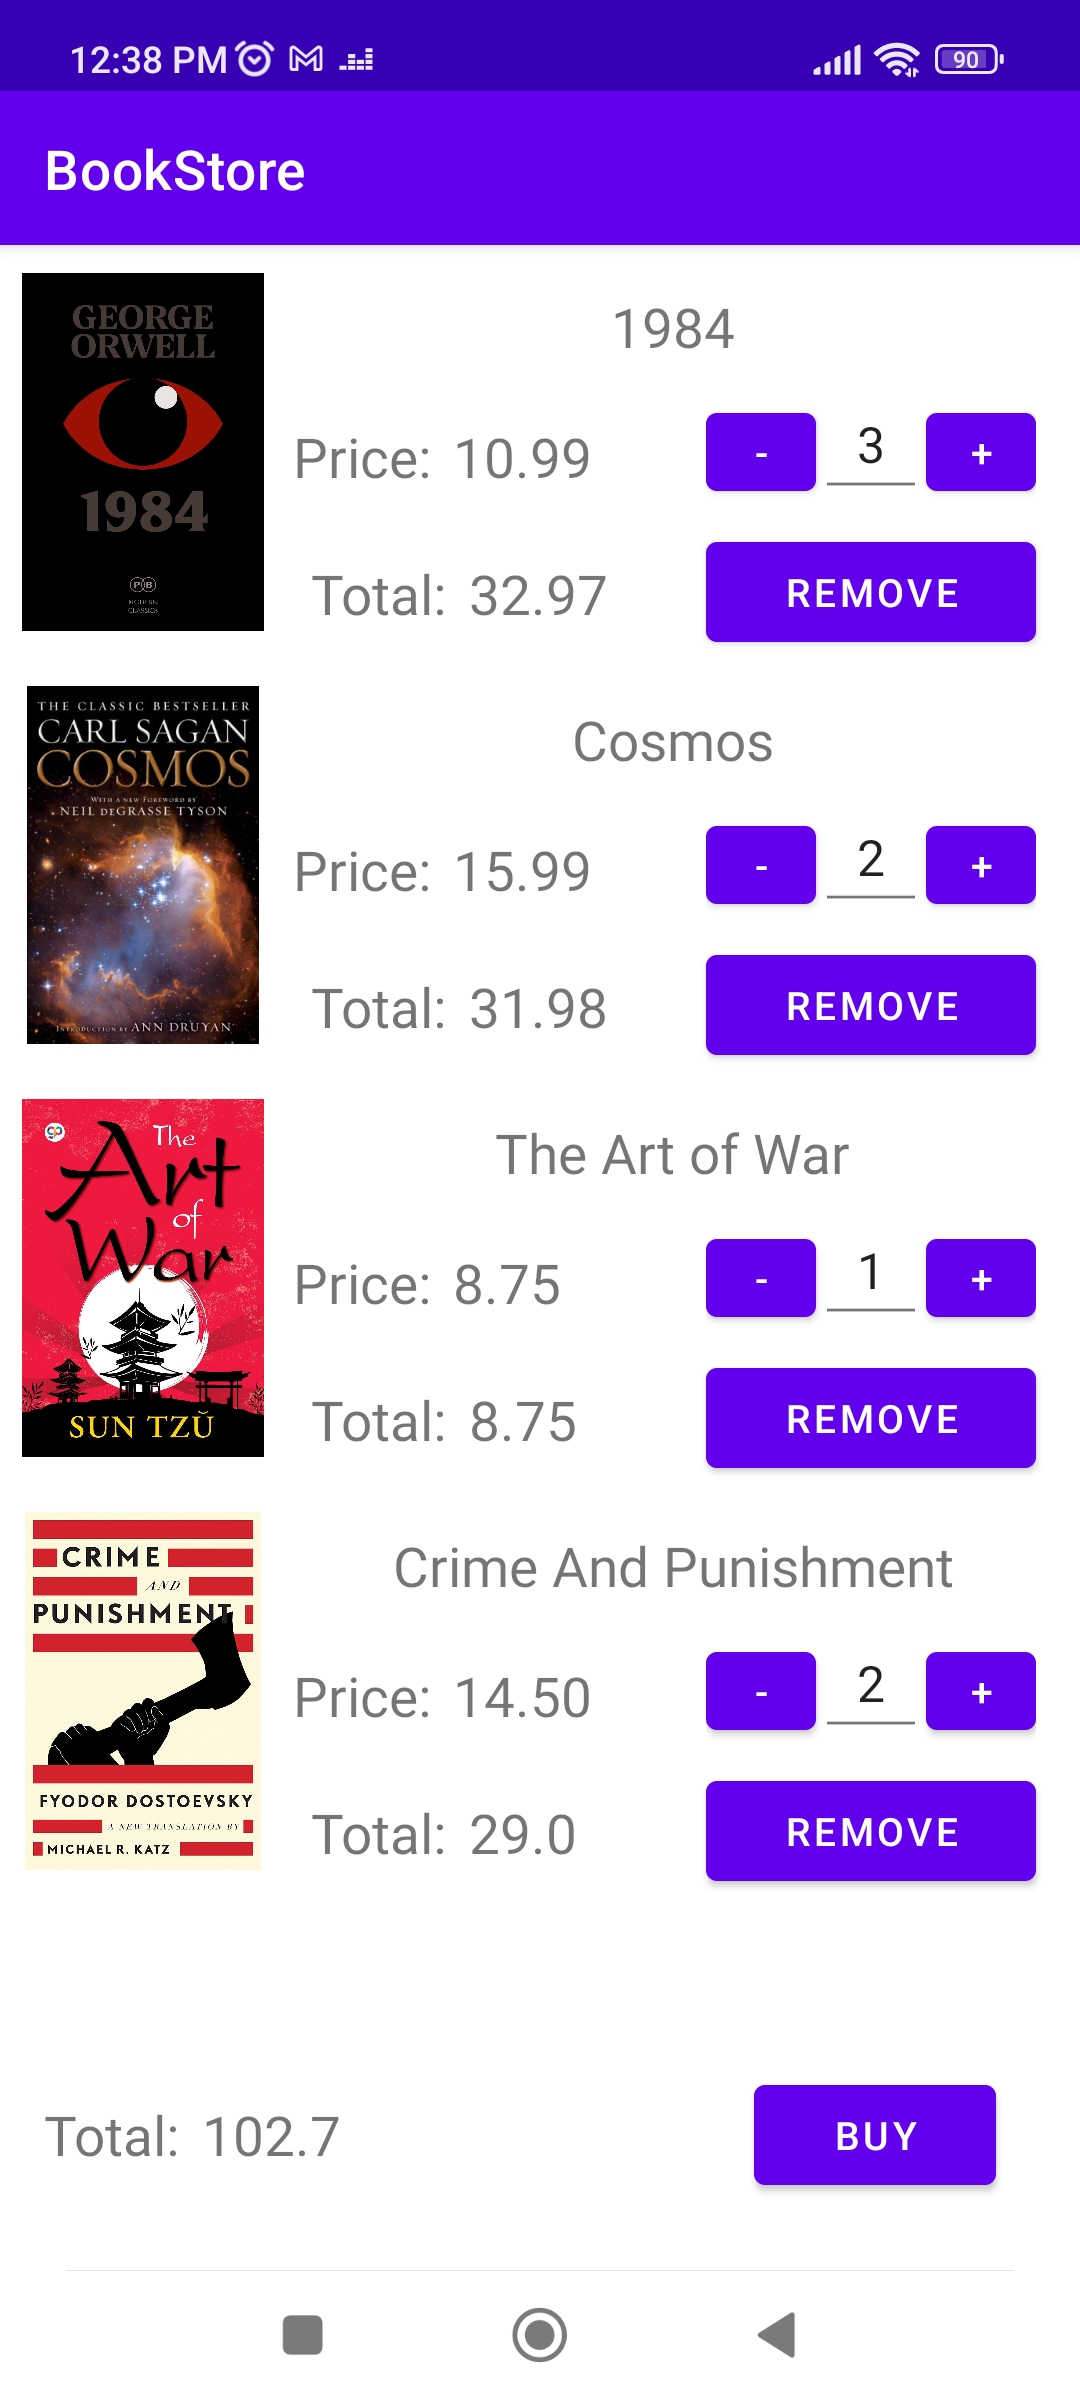 12:38 PM
90
BookStore
GEORGE
ORWELL
1984
PB
MODERN
CLASSICS
1984
Price: 10.99
- 3 +
Total: 32.97
REMOVE
THE CLASSIC BESTSELLER
CARL SAGAN
COSMOS
WITH A NEW FOREWORD BY
NEIL DEGRASSE TYSON
INTRODUCTION BY ANN DRUYAN
Cosmos
Price: 15.99
- 2 +
Total: 31.98
REMOVE
The
Art
of
War
SUN TZŬ
The Art of War
Price: 8.75
- 1 +
Total: 8.75
REMOVE
CRIME
AND
PUNISHMENT
FYODOR DOSTOEVSKY
A NEW TRANSLATION BY
MICHAEL R. KATZ
Crime And Punishment
Price: 14.50
- 2 +
Total: 29.0
REMOVE
Total: 102.7
BUY